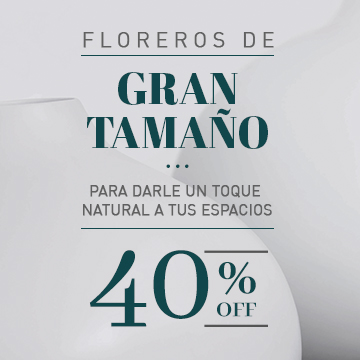 FLOREROS DE
GRAN
TAMAÑO
...
PARA DARLE UN TOQUE
NATURAL A TUS ESPACIOS
40%
OFF